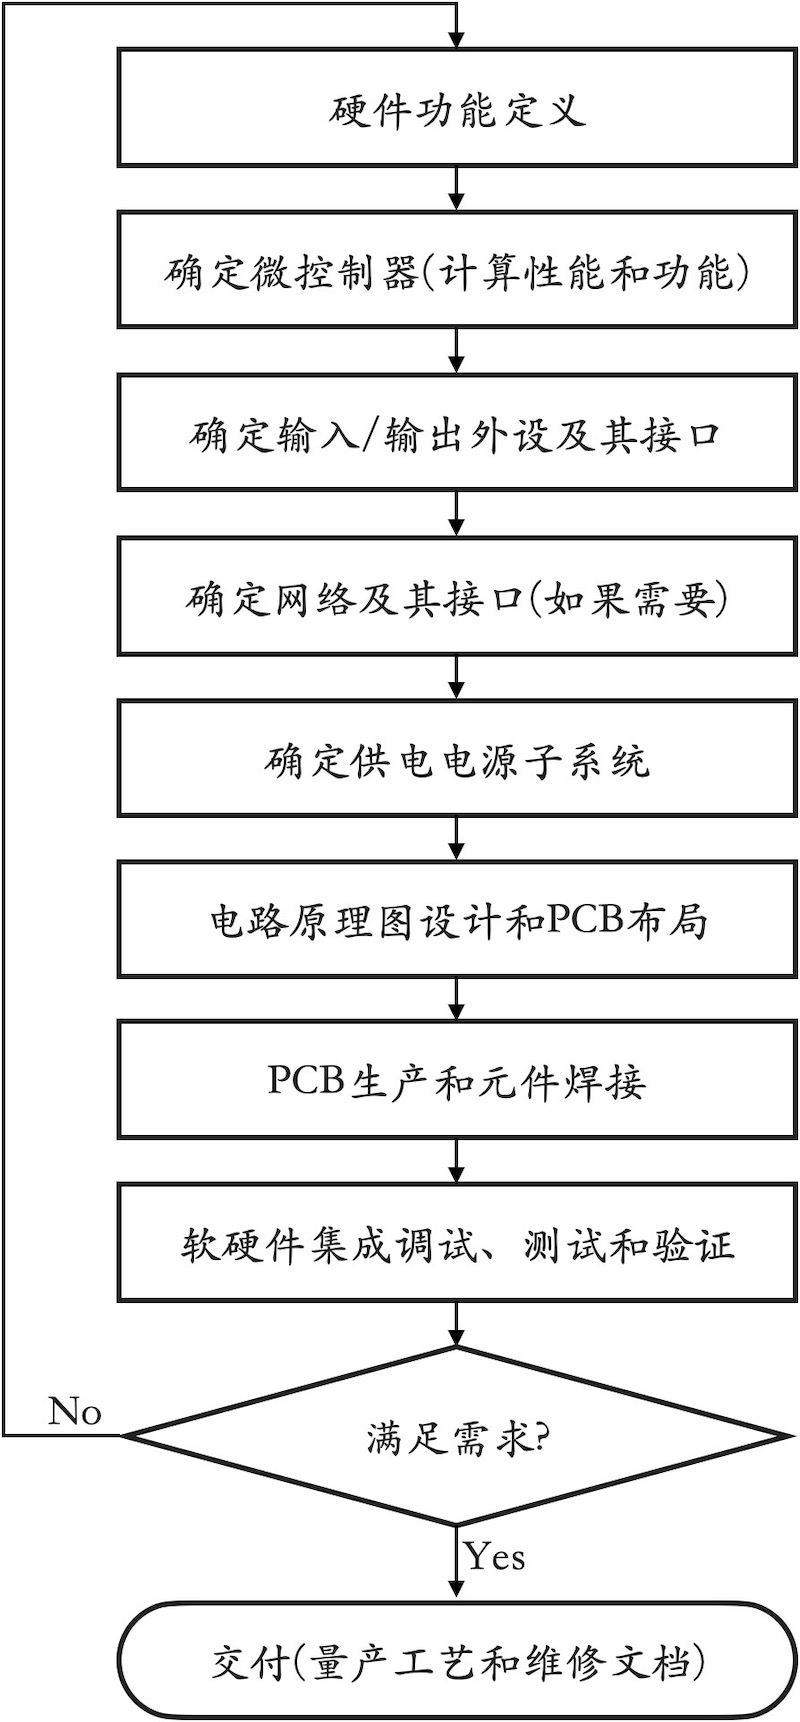 硬件功能定义
确定微控制器(计算性能和功能)
确定输入/输出外设及其接口
确定网络及其接口(如果需要)
确定供电电源子系统
电路原理图设计和PCB布局
PCB生产和元件焊接
软硬件集成调试、测试和验证
No
满足需求?
Yes
交付(量产工艺和维修文档)